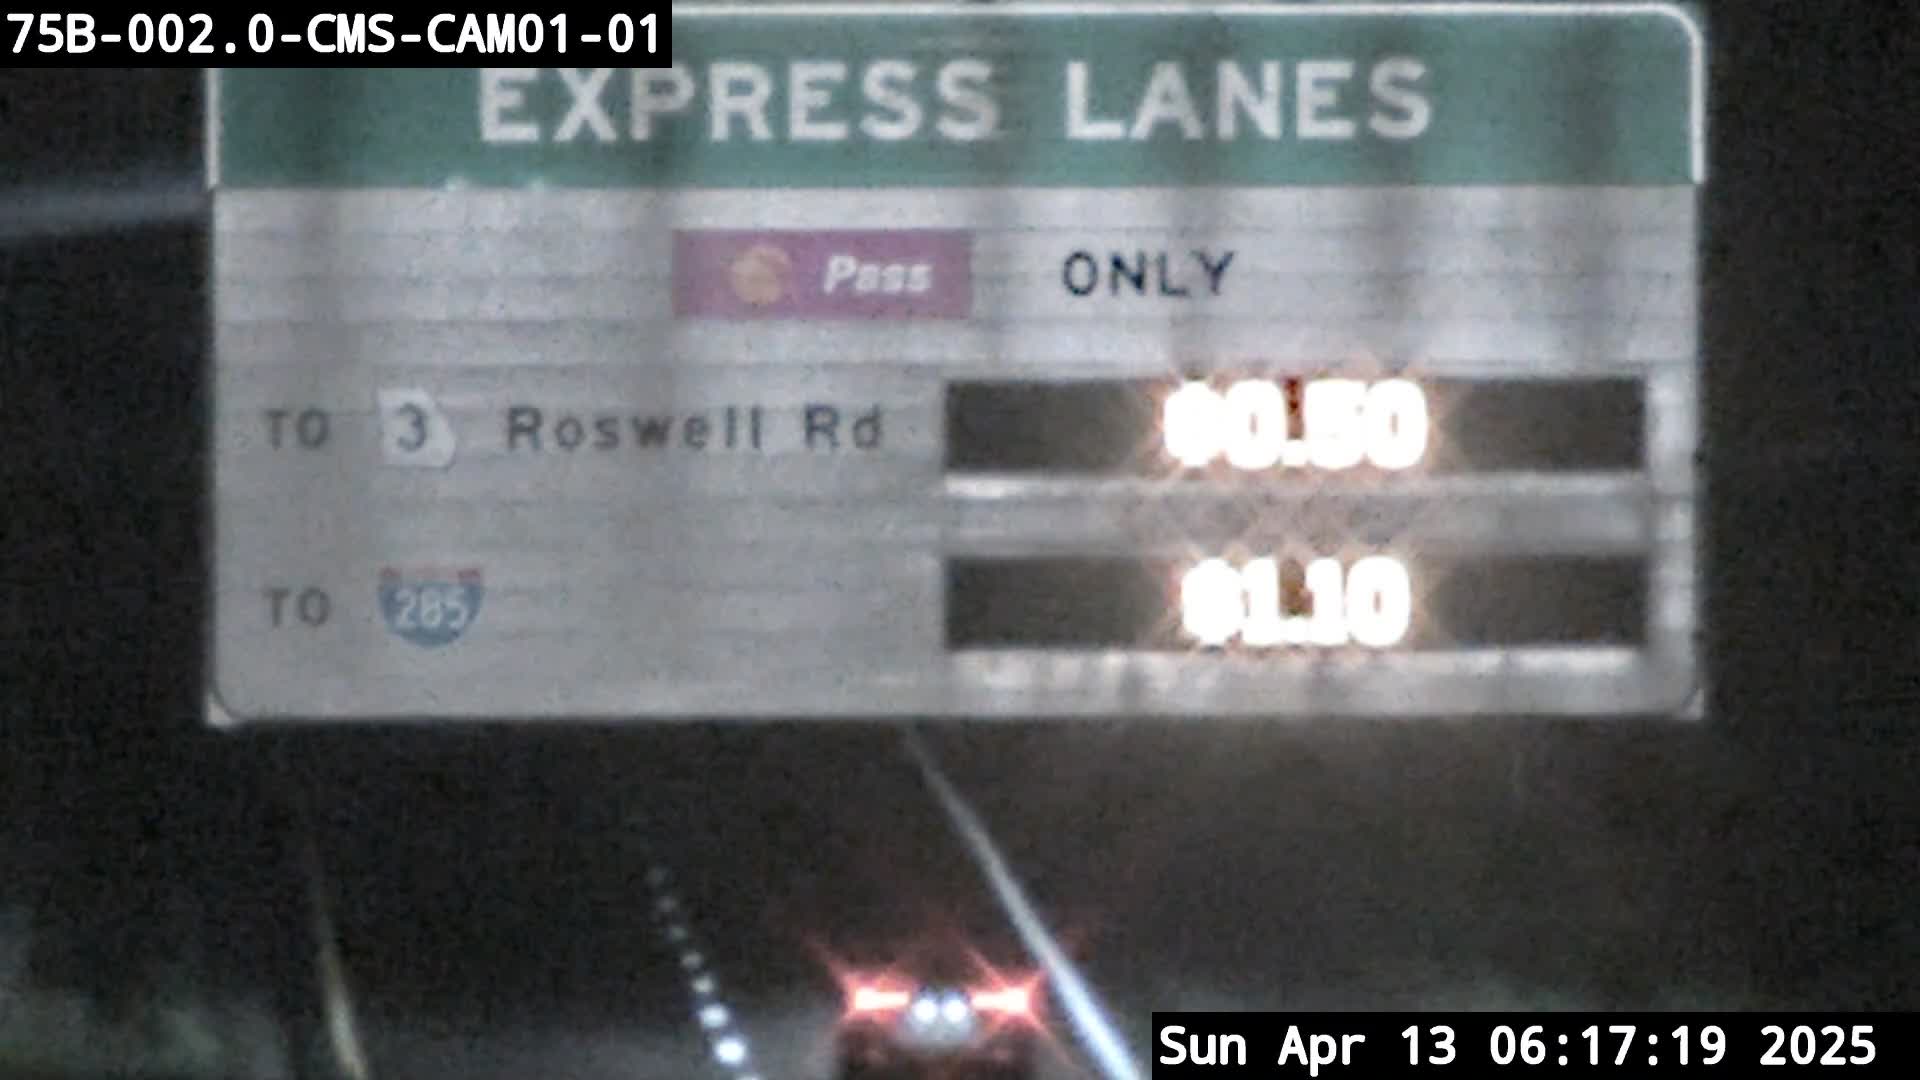 75B-002.0-CMS-CAM01-01
EXPRESS LANES
Pass ONLY
TO 3 Roswell Rd $0.50
TO 285 $1.10
Sun Apr 13 06:17:19 2025